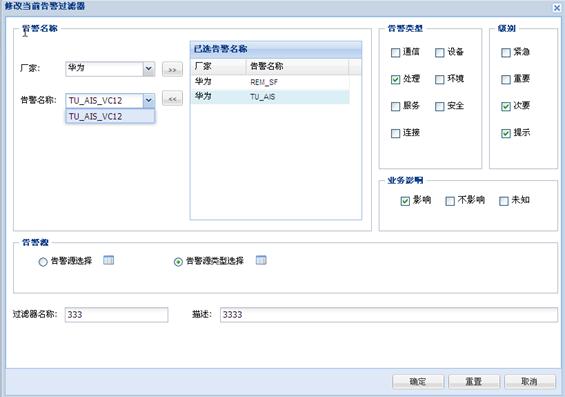 修改当前告警过滤器
告警名称
厂家: 华为 >>
告警名称: TU_AIS_VC12 <<
TU_AIS_VC12
已选告警名称
厂家 告警名称
华为 REM_SF
华为 TU_AIS
告警类型
通信 设备
处理 环境
服务 安全
连接
级别
紧急
重要
次要
提示
业务影响
影响 不影响 未知
告警源
告警源选择 告警源类型选择
过滤器名称: 333 描述: 3333
确定 重置 取消